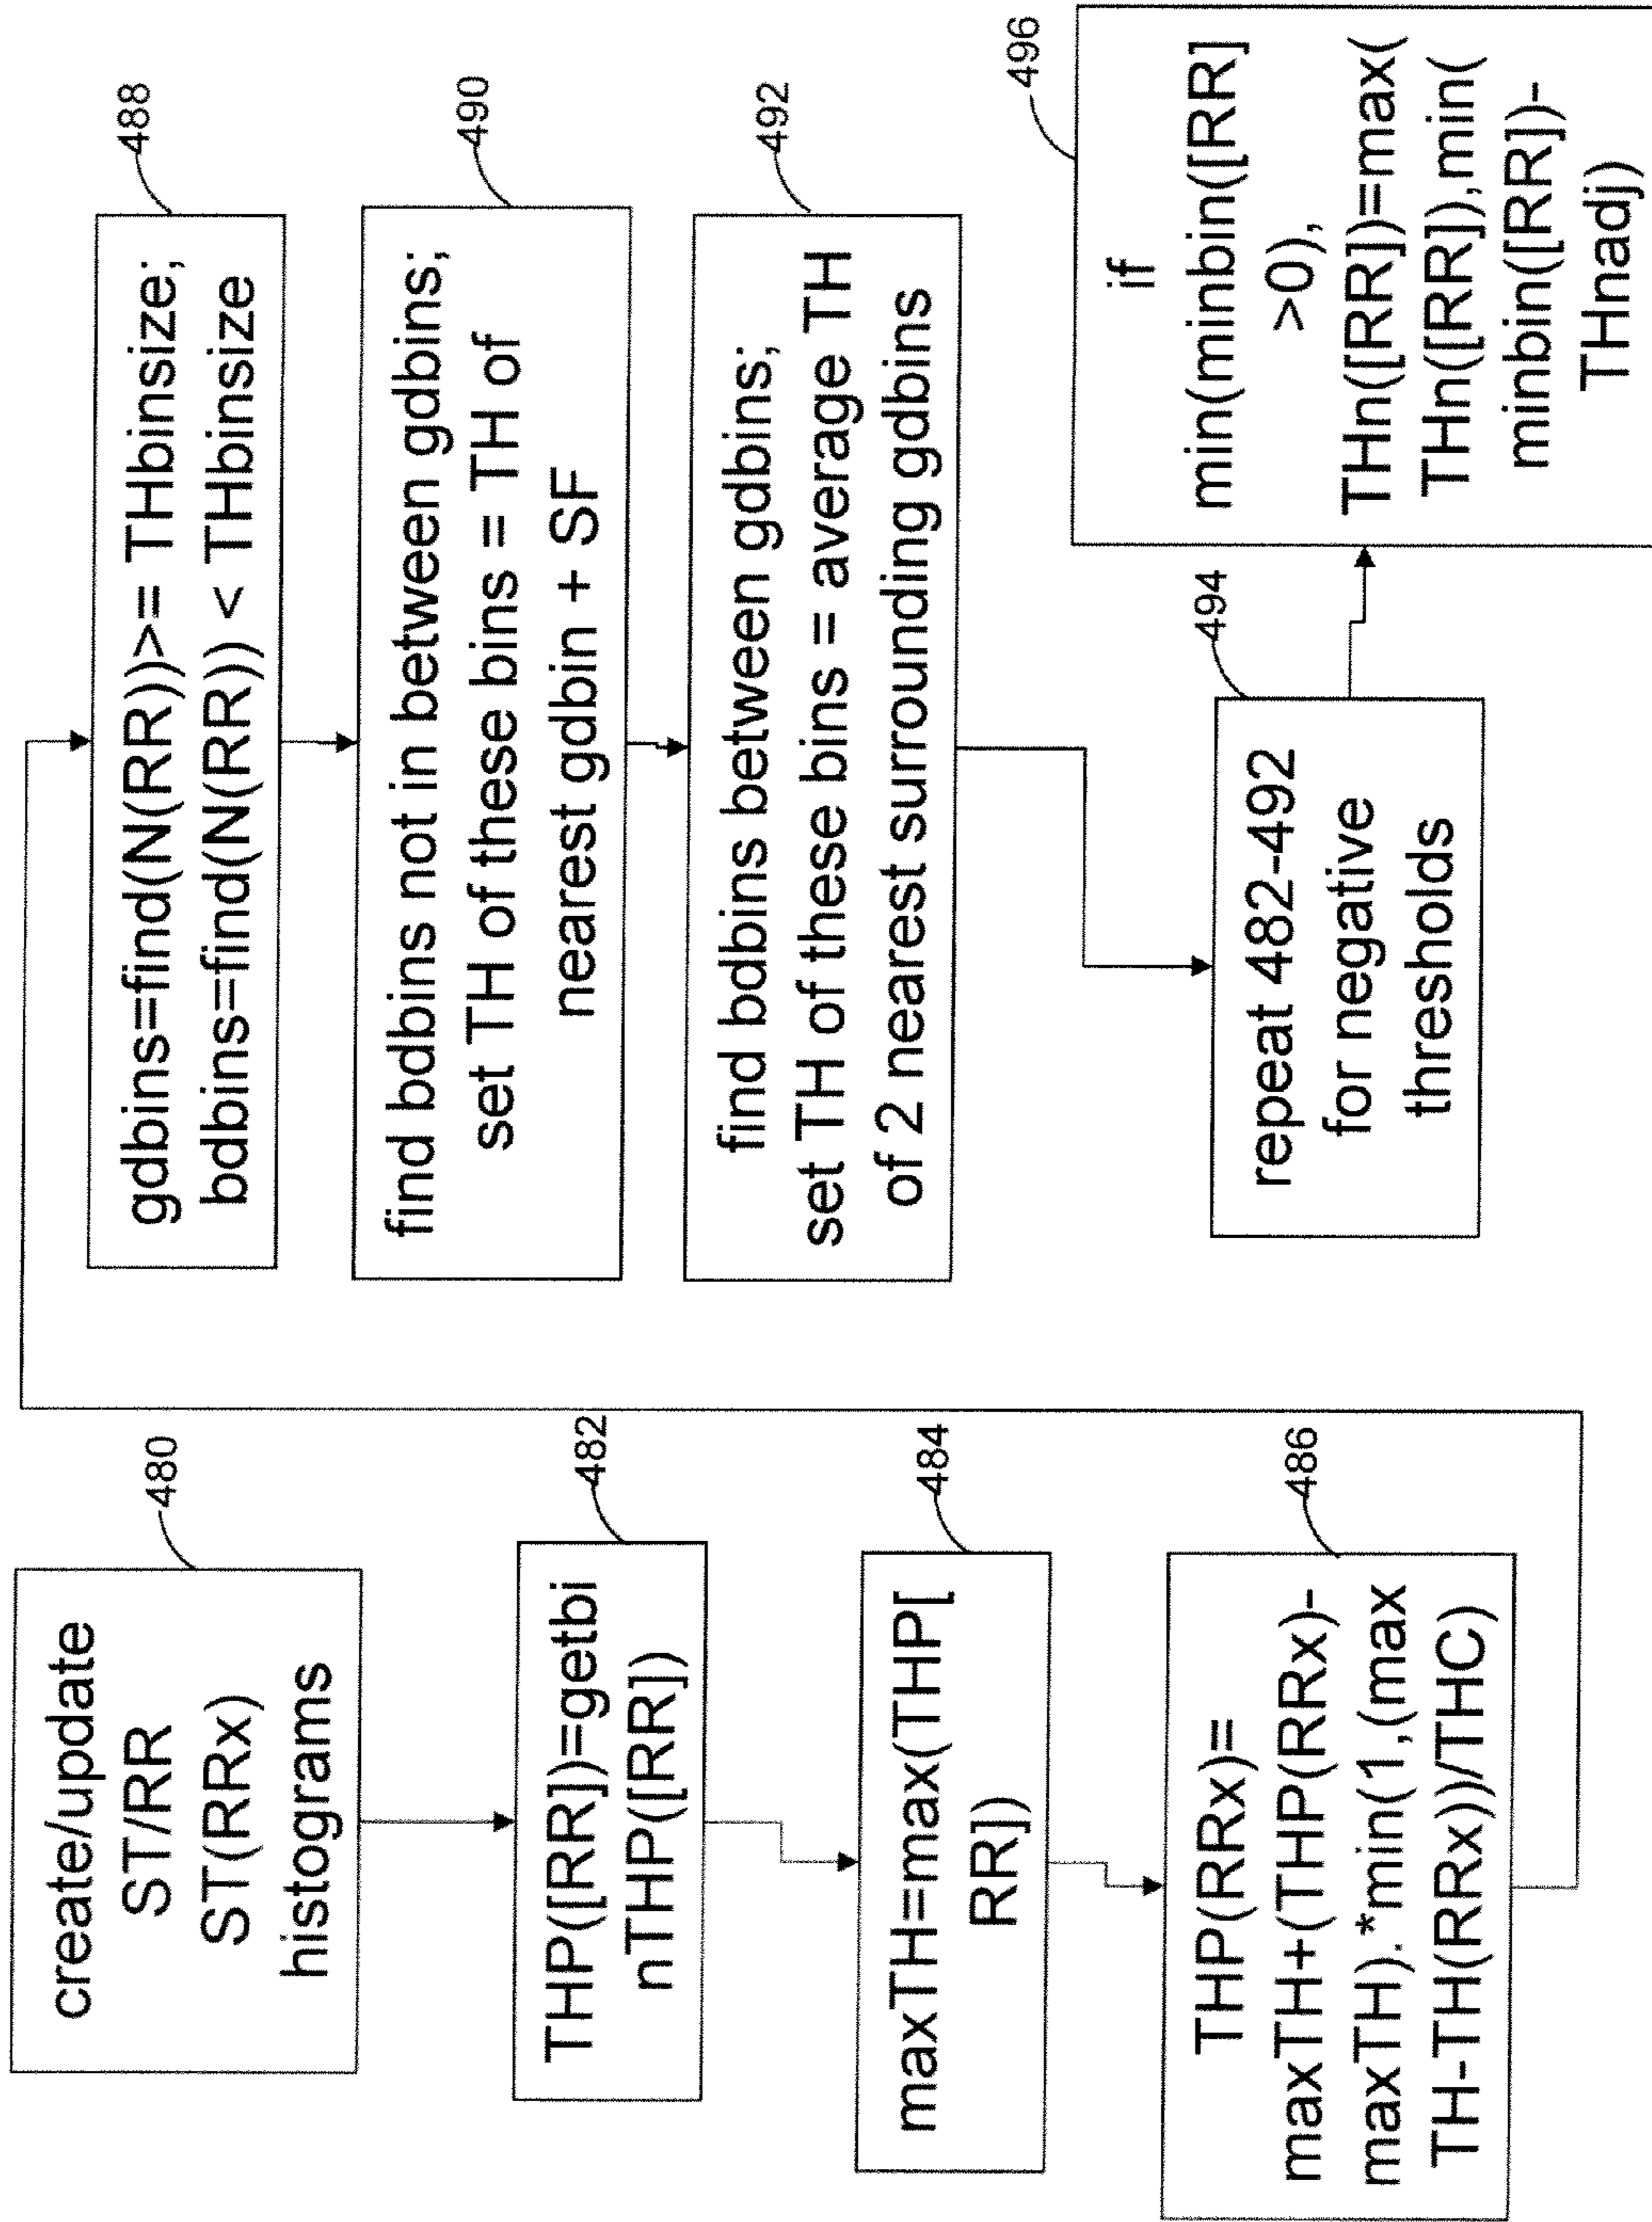 480
create/update
ST/RR
ST(RRx)
histograms
482
THP([RR])=getbi
nTHP([RR])
484
maxTH=max(THP[
RR])
486
THP(RRx)=
maxTH+(THP(RRx)-
maxTH).*min(1,(max
TH-TH(RRx))/THC)
488
gdbins=find(N(RR))>= THbinsize;
bdbins=find(N(RR)) < THbinsize
490
find bdbins not in between gdbins;
set TH of these bins = TH of
nearest gdbin + SF
492
find bdbins between gdbins;
set TH of these bins = average TH
of 2 nearest surrounding gdbins
494
repeat 482-492
for negative
thresholds
496
if
min(minbin([RR]
>0),
THn([RR])=max(
THn([RR]),min(
minbin([RR])-
THnadj)